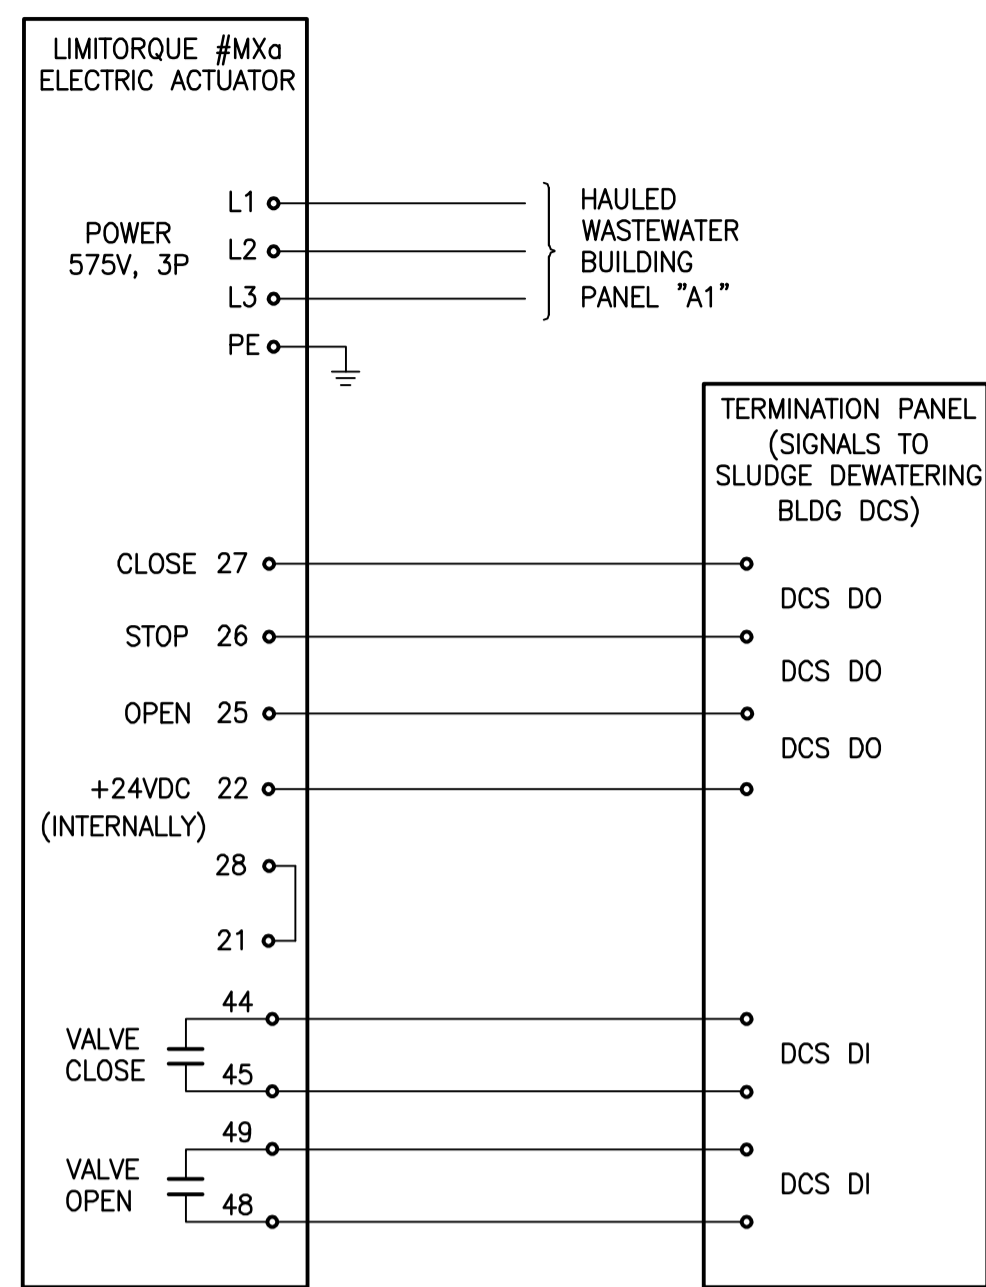 LIMITORQUE #MXa
ELECTRIC ACTUATOR
POWER
575V, 3P
L1
L2
L3
PE
HAULED
WASTEWATER
BUILDING
PANEL "A1"
TERMINATION PANEL
(SIGNALS TO
SLUDGE DEWATERING
BLDG DCS)
CLOSE 27
DCS DO
STOP 26
DCS DO
OPEN 25
DCS DO
+24VDC 22
(INTERNALLY)
28
21
44
VALVE
CLOSE
45
DCS DI
49
VALVE
OPEN
48
DCS DI